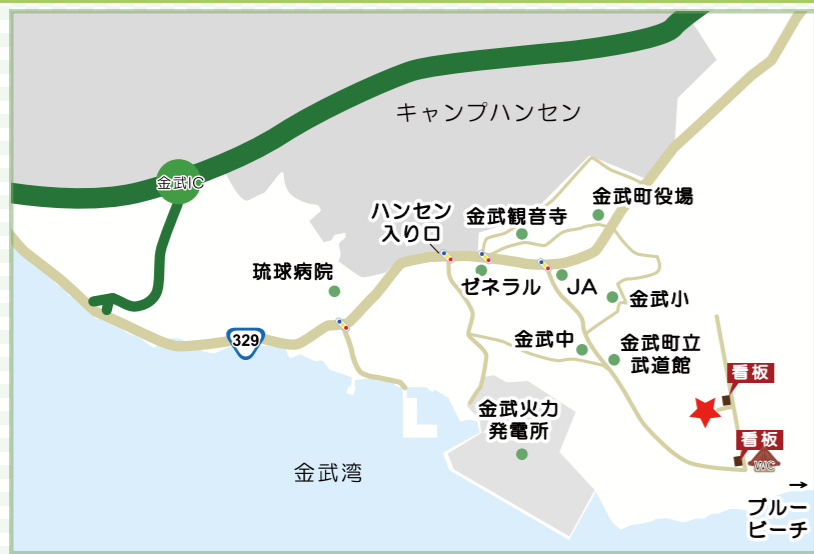 キャンプハンセン
金武IC
金武町役場
ハンセン
入り口
金武観音寺
琉球病院
ゼネラル
JA
金武小
329
金武中
金武町立
武道館
看板
金武火力
発電所
看板
WC
金武湾
→
ブルー
ビーチ